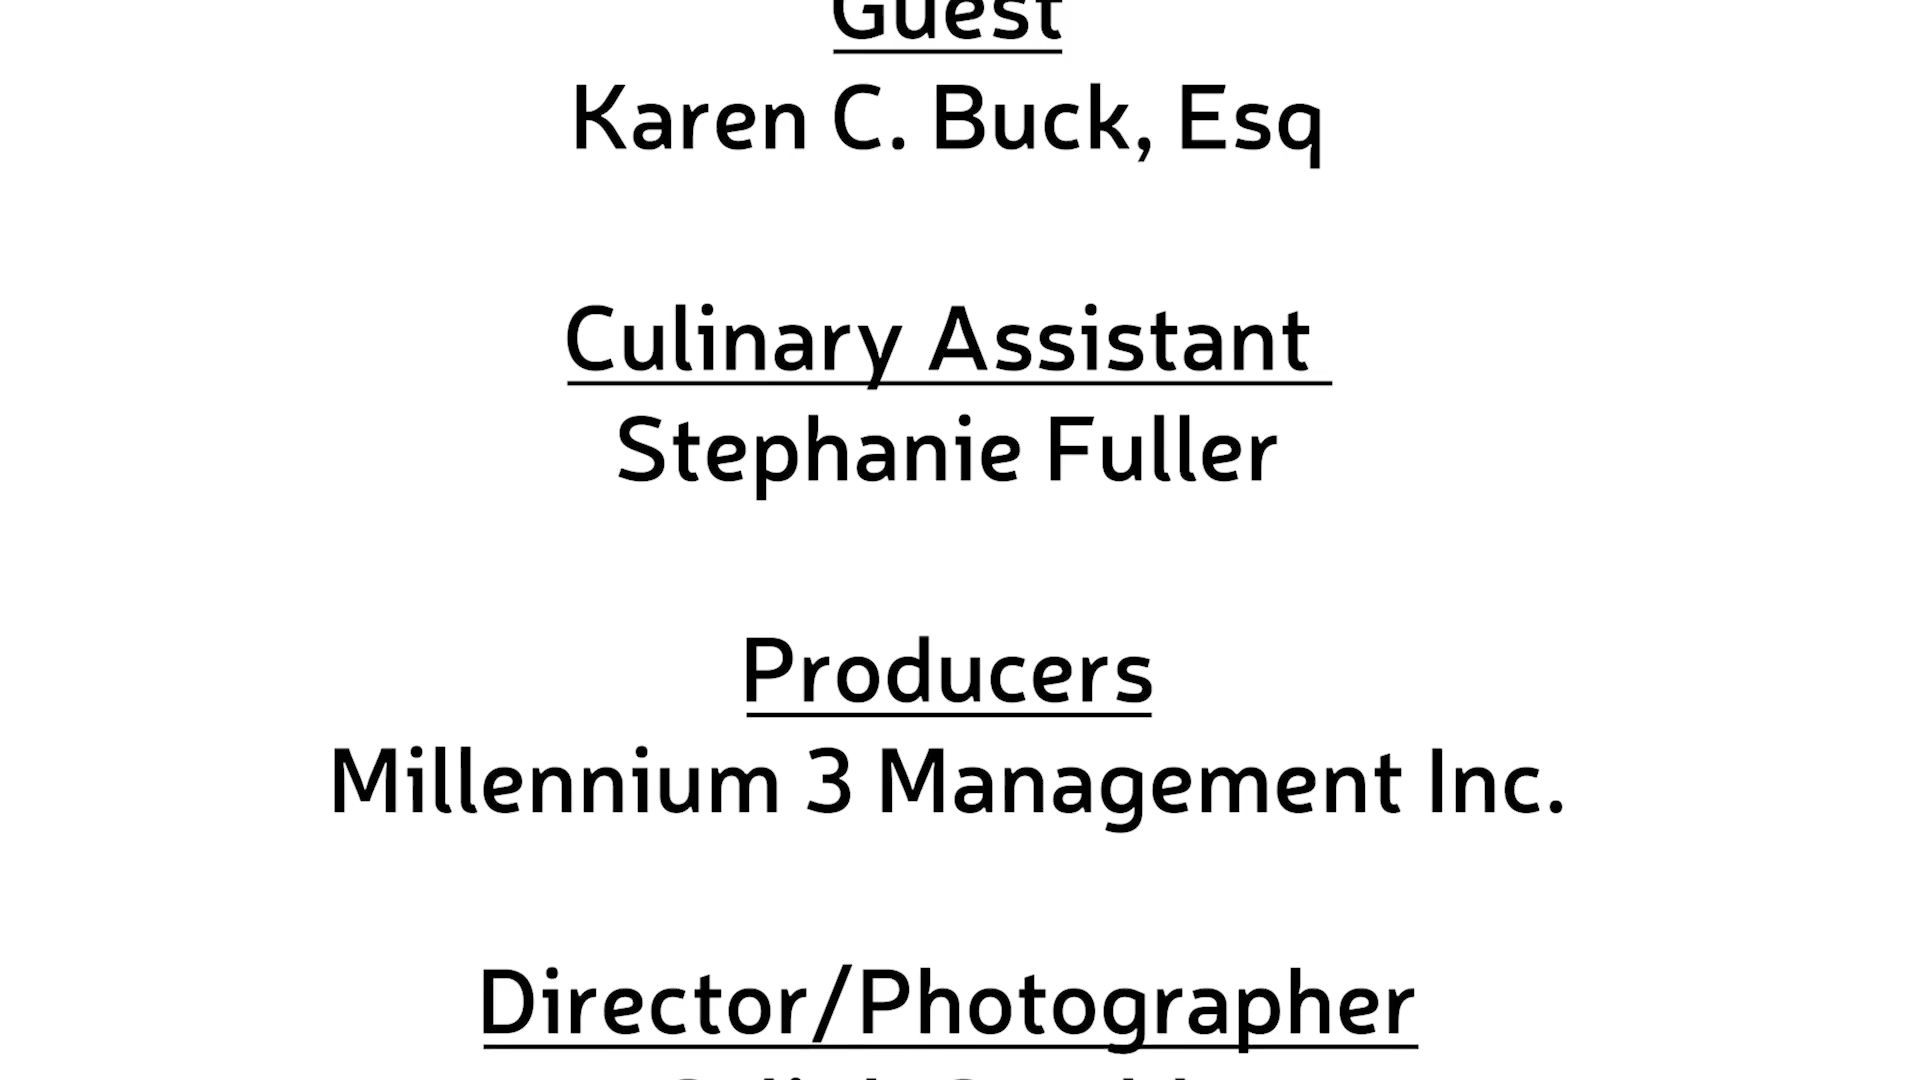 Guest
Karen C. Buck, Esq
Culinary Assistant
Stephanie Fuller
Producers
Millennium 3 Management Inc.
Director/Photographer